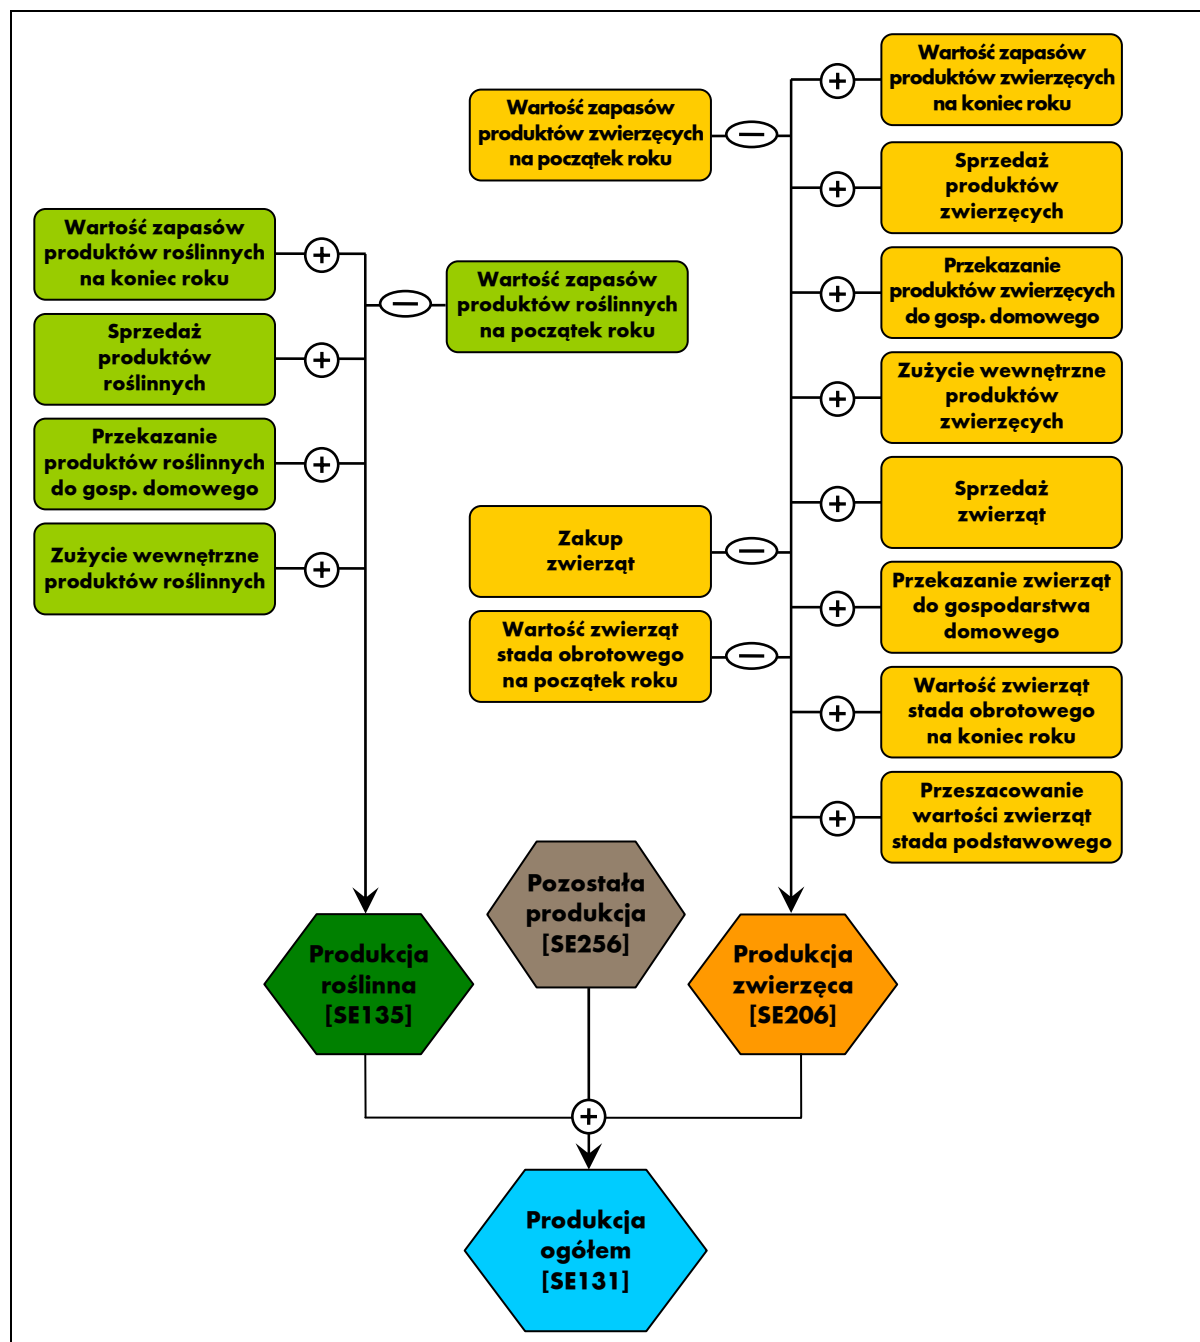 Wartość zapasów
produktów zwierzęcych
na koniec roku
Wartość zapasów
produktów zwierzęcych
na początek roku
Sprzedaż
produktów
zwierzęcych
Wartość zapasów
produktów roślinnych
na koniec roku
Wartość zapasów
produktów roślinnych
na początek roku
Przekazanie
produktów zwierzęcych
do gosp. domowego
Sprzedaż
produktów
roślinnych
Zużycie wewnętrzne
produktów
zwierzęcych
Przekazanie
produktów roślinnych
do gosp. domowego
Sprzedaż
zwierząt
Zużycie wewnętrzne
produktów roślinnych
Zakup
zwierząt
Przekazanie zwierząt
do gospodarstwa
domowego
Wartość zwierząt
stada obrotowego
na początek roku
Wartość zwierząt
stada obrotowego
na koniec roku
Przeszacowanie
wartości zwierząt
stada podstawowego
Pozostała
produkcja
[SE256]
Produkcja
roślinna
[SE135]
Produkcja
zwierzęca
[SE206]
Produkcja
ogółem
[SE131]